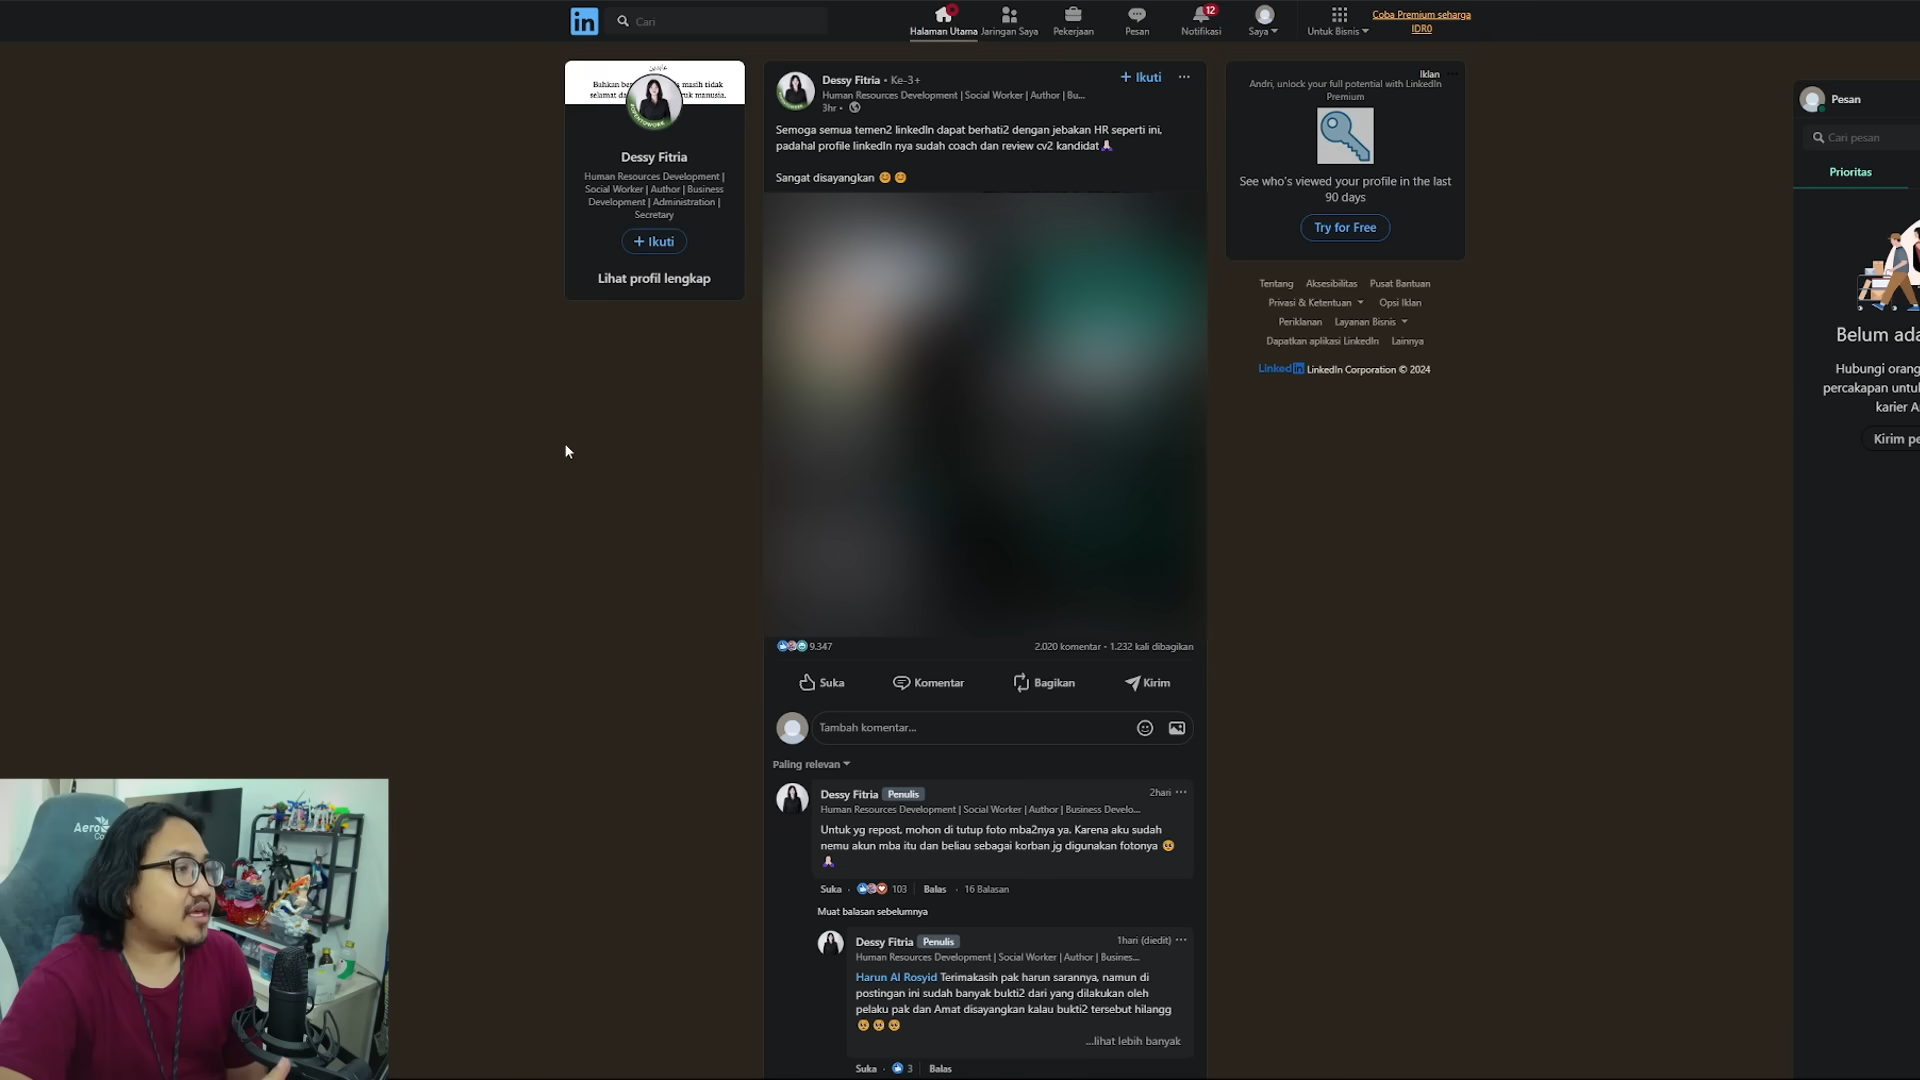 in
Cari
Halaman Utama
Jaringan Saya
Pekerjaan
Pesan
12
Notifikasi
Saya
Untuk Bisnis
Coba Premium seharga
IDR0
Dessy Fitria
Human Resources Development |
Social Worker | Author | Business
Development | Administration |
Secretary
+ Ikuti
Lihat profil lengkap
Dessy Fitria • Ke-3+
Human Resources Development | Social Worker | Author | Bu...
3hr •
+ Ikuti
Semoga semua temen2 linkedIn dapat berhati2 dengan jebakan HR seperti ini,
padahal profile linkedIn nya sudah coach dan review cv2 kandidat
Sangat disayangkan
9.347
2.020 komentar • 1.232 kali dibagikan
Suka
Komentar
Bagikan
Kirim
Tambah komentar...
Paling relevan
Dessy Fitria Penulis
2hari
Human Resources Development | Social Worker | Author | Business Develo...
Untuk yg repost, mohon di tutup foto mba2nya ya. Karena aku sudah
nemu akun mba itu dan beliau sebagai korban jg digunakan fotonya
Suka · 103 | Balas · 16 Balasan
Muat balasan sebelumnya
Dessy Fitria Penulis
1hari (diedit)
Human Resources Development | Social Worker | Author | Busines...
Harun Al Rosyid Terimakasih pak harun sarannya, namun di
postingan ini sudah banyak bukti2 dari yang dilakukan oleh
pelaku pak dan Amat disayangkan kalau bukti2 tersebut hilangg
...lihat lebih banyak
Suka · 3 | Balas
Iklan
Andri, unlock your full potential with LinkedIn
Premium
See who's viewed your profile in the last
90 days
Try for Free
Tentang Aksesibilitas Pusat Bantuan
Privasi & Ketentuan Opsi Iklan
Periklanan Layanan Bisnis
Dapatkan aplikasi LinkedIn Lainnya
LinkedIn LinkedIn Corporation © 2024
Pesan
Cari pesan
Prioritas
Belum ada
Hubungi orang
percakapan untuk
karier A
Kirim pe
Aero